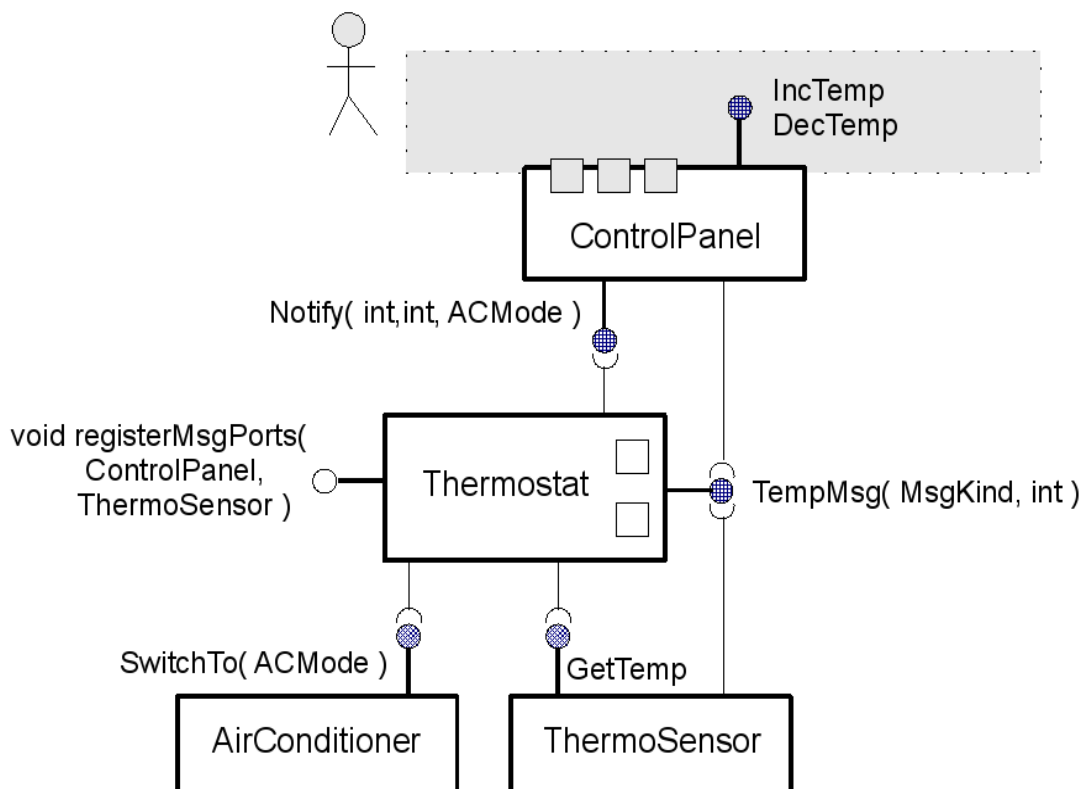 IncTemp
DecTemp
ControlPanel
Notify( int,int, ACMode )
void registerMsgPorts(
ControlPanel,
ThermoSensor )
Thermostat
TempMsg( MsgKind, int )
SwitchTo( ACMode )
GetTemp
AirConditioner
ThermoSensor